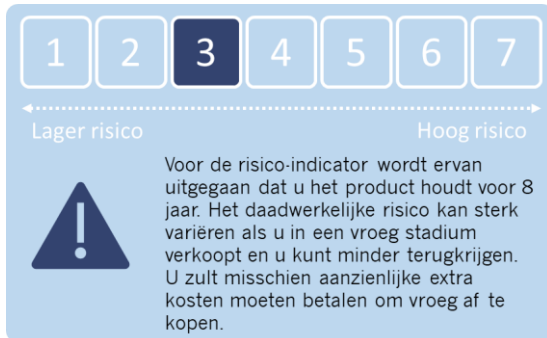 1 2 3 4 5 6 7
Lager risico Hoog risico
Voor de risico-indicator wordt ervan
uitgegaan dat u het product houdt voor 8
jaar. Het daadwerkelijke risico kan sterk
variëren als u in een vroeg stadium
verkoopt en u kunt minder terugkrijgen.
U zult misschien aanzienlijke extra
kosten moeten betalen om vroeg af te
kopen.